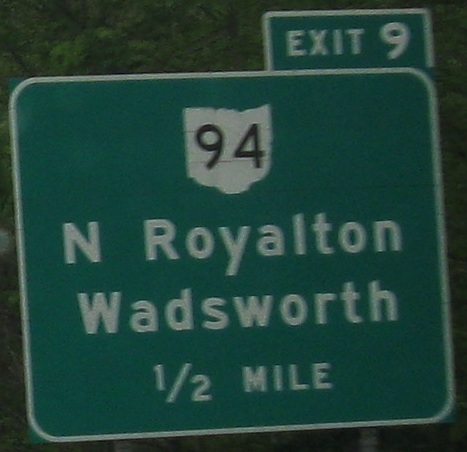 EXIT 9
94
N Royalton
Wadsworth
1/2 MILE